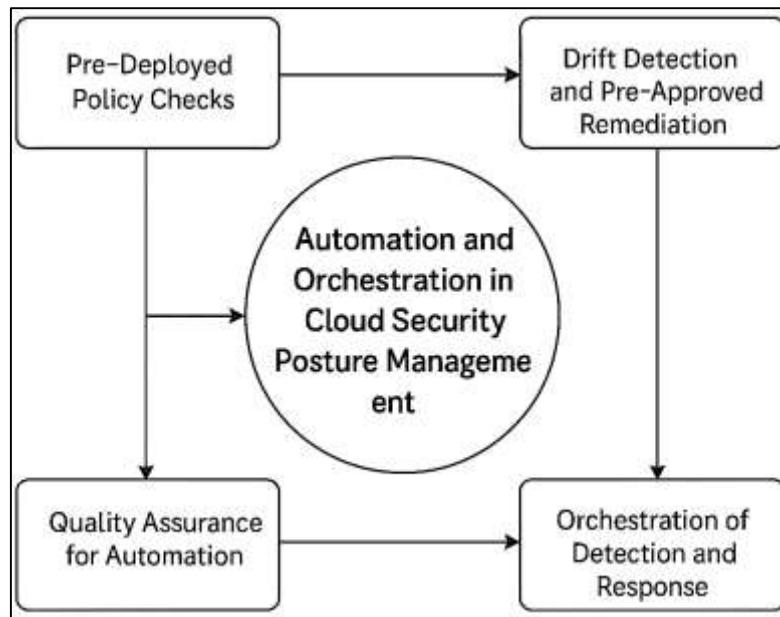 Pre-Deployed
Policy Checks
Drift Detection
and Pre-Approved
Remediation
Automation and
Orchestration in
Cloud Security
Posture Manageme
ent
Quality Assurance
for Automation
Orchestration of
Detection and
Response